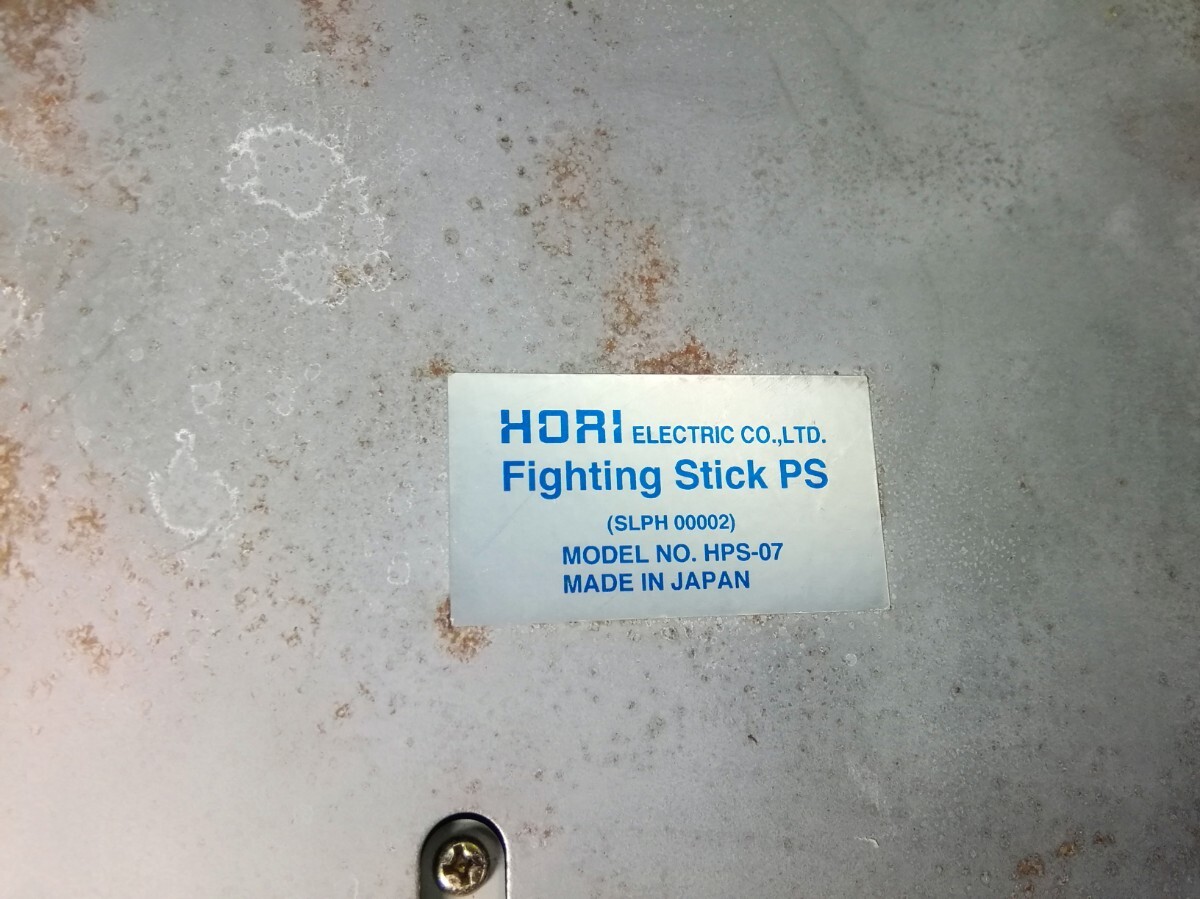 HORI ELECTRIC CO.,LTD.
Fighting Stick PS
(SLPH 00002)
MODEL NO. HPS-07
MADE IN JAPAN